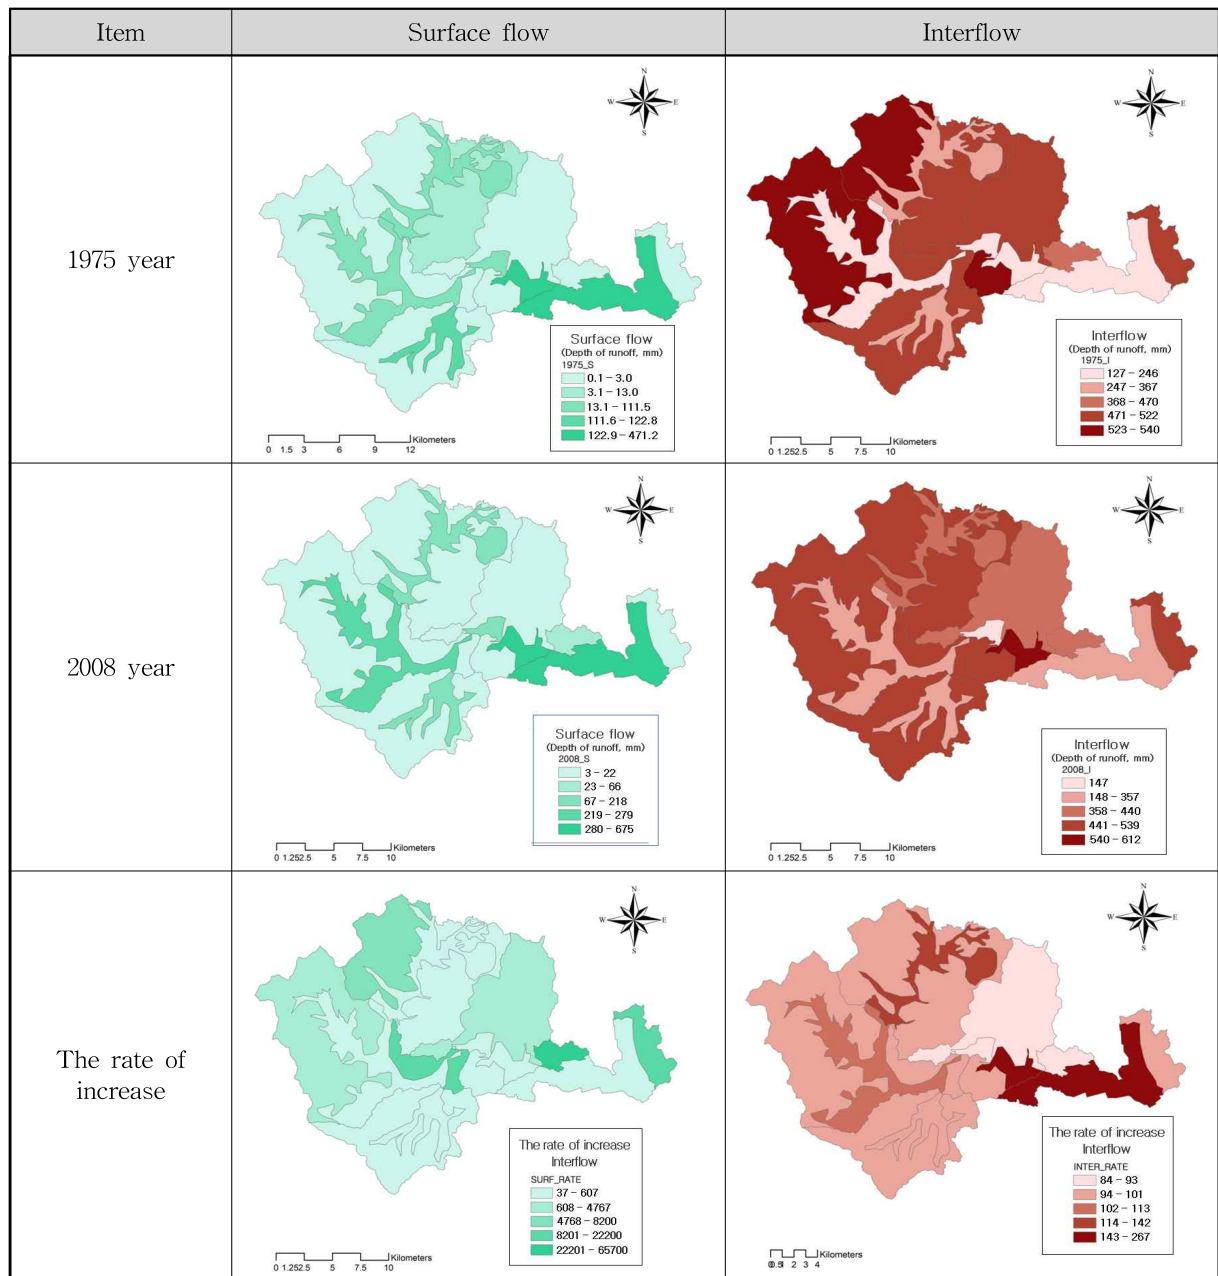 Item
Surface flow
Interflow
1975 year
N
W
E
S
Surface flow
(Depth of runoff, mm)
1975_S
0.1 - 3.0
3.1 - 13.0
13.1 - 111.5
111.6 - 122.8
122.9 - 471.2
Kilometers
0 1.5 3 6 9 12
N
W
E
S
Interflow
(Depth of runoff, mm)
1975_I
127 - 246
247 - 367
368 - 470
471 - 522
523 - 540
Kilometers
0 1.252.5 5 7.5 10
2008 year
N
W
E
S
Surface flow
(Depth of runoff, mm)
2008_S
3 - 22
23 - 66
67 - 218
219 - 279
280 - 675
Kilometers
0 1.252.5 5 7.5 10
N
W
E
S
Interflow
(Depth of runoff, mm)
2008_I
147
148 - 357
358 - 440
441 - 539
540 - 612
Kilometers
0 1.252.5 5 7.5 10
The rate of
increase
N
W
E
S
The rate of increase
Interflow
SURF_RATE
37 - 607
608 - 4767
4768 - 8200
8201 - 22200
22201 - 65700
Kilometers
0 1.252.5 5 7.5 10
N
W
E
S
The rate of increase
Interflow
INTER_RATE
84 - 93
94 - 101
102 - 113
114 - 142
143 - 267
Kilometers
1 2 3 4